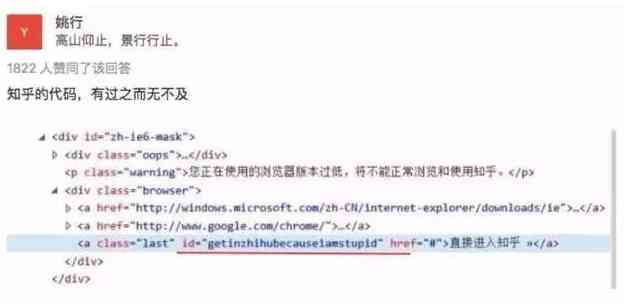 Y
姚行
高山仰止，景行行止。
1822 人赞同了该回答
知乎的代码，有过之而无不及
<div id="zh-ie6-mask">
<div class="oops">…</div>
<p class="warning">您正在使用的浏览器版本过低，将不能正常浏览和使用知乎。</p>
<div class="browser">
<a href="http://windows.microsoft.com/zh-CN/internet-explorer/downloads/ie">…</a>
<a href="http://www.google.com/chrome/">…</a>
<a class="last" id="getinzhihubecauseiamstupid" href="#">直接进入知乎 »</a>
</div>
</div>